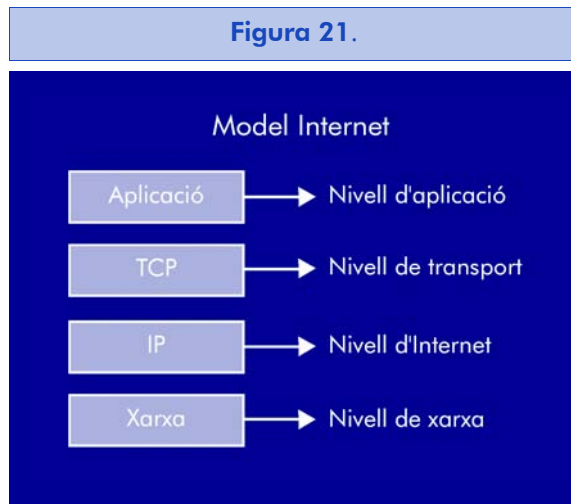 Figura 21.
Model Internet
Aplicació Nivell d'aplicació
TCP Nivell de transport
IP Nivell d'Internet
Xarxa Nivell de xarxa